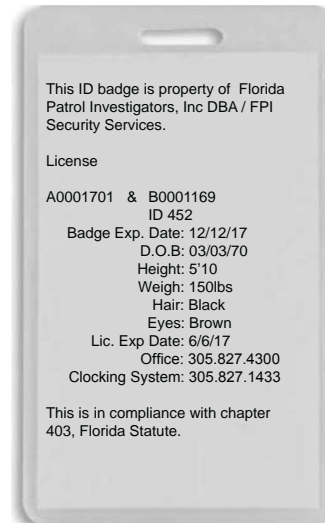 This ID badge is property of Florida
Patrol Investigators, Inc DBA / FPI
Security Services.
License
A0001701 & B0001169
ID 452
Badge Exp. Date: 12/12/17
D.O.B: 03/03/70
Height: 5'10
Weigh: 150lbs
Hair: Black
Eyes: Brown
Lic. Exp Date: 6/6/17
Office: 305.827.4300
Clocking System: 305.827.1433
This is in compliance with chapter
403, Florida Statute.